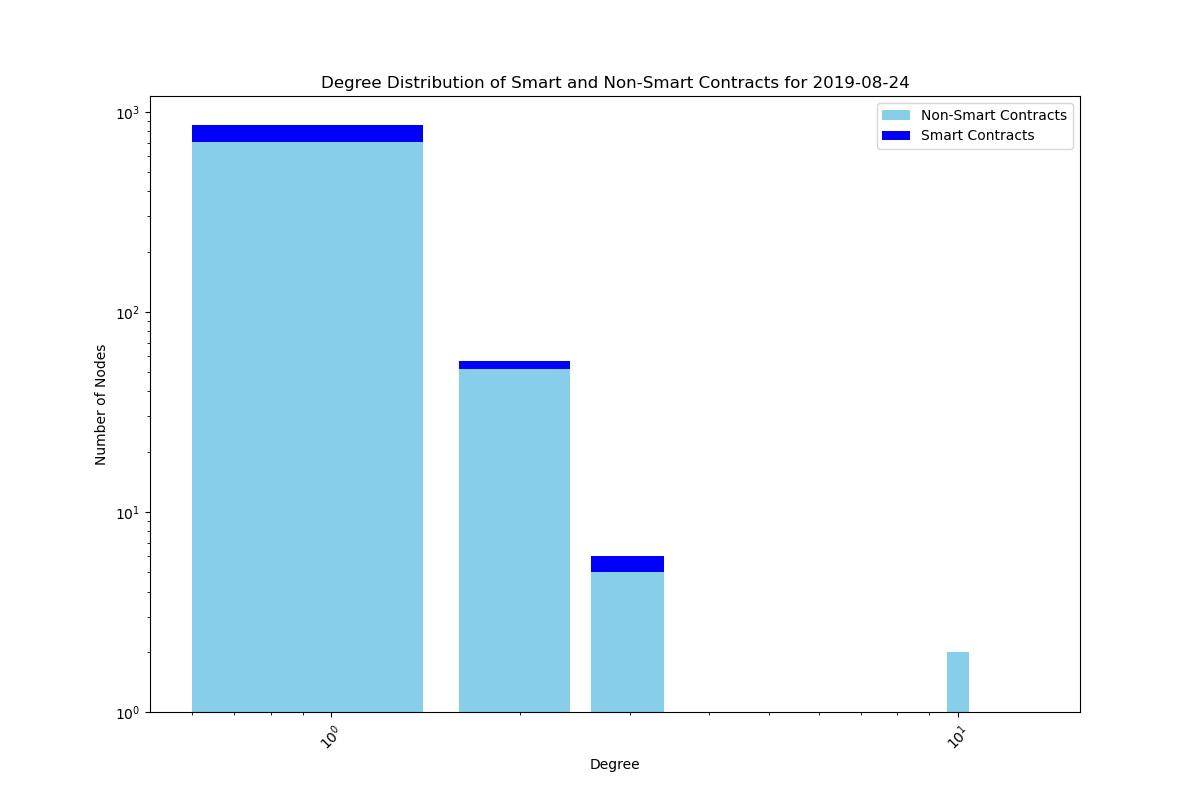 Degree Distribution of Smart and Non-Smart Contracts for 2019-08-24
Non-Smart Contracts
Smart Contracts
Number of Nodes
10³
10²
10¹
10⁰
10⁰
10¹
Degree